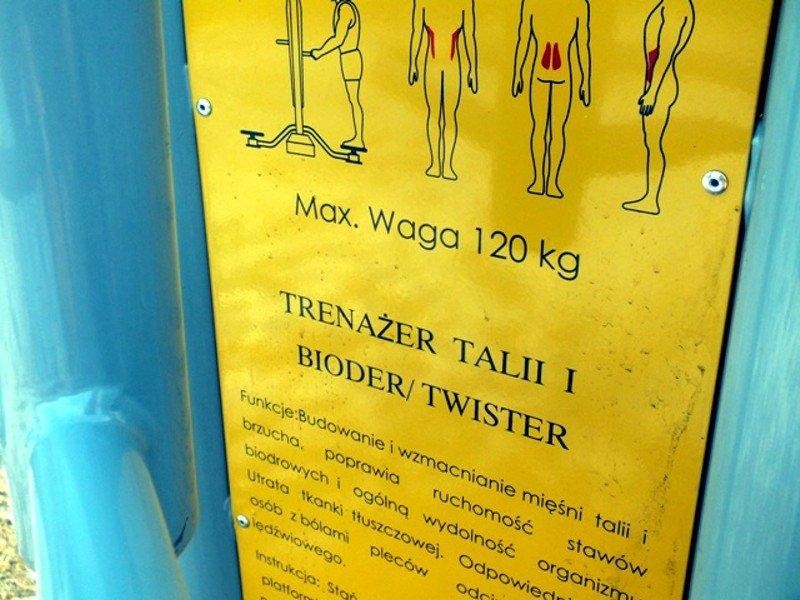 Max. Waga 120 kg
TRENAŻER TALII I
BIODER/ TWISTER
Funkcje:Budowanie i wzmacnianie mięśni talii i
brzucha, poprawia ruchomość stawów
biodrowych i ogólną wydolność organizmu
Utrata tkanki tłuszczowej.
osób z bólami pleców
lędźwiowego.
Instrukcja: